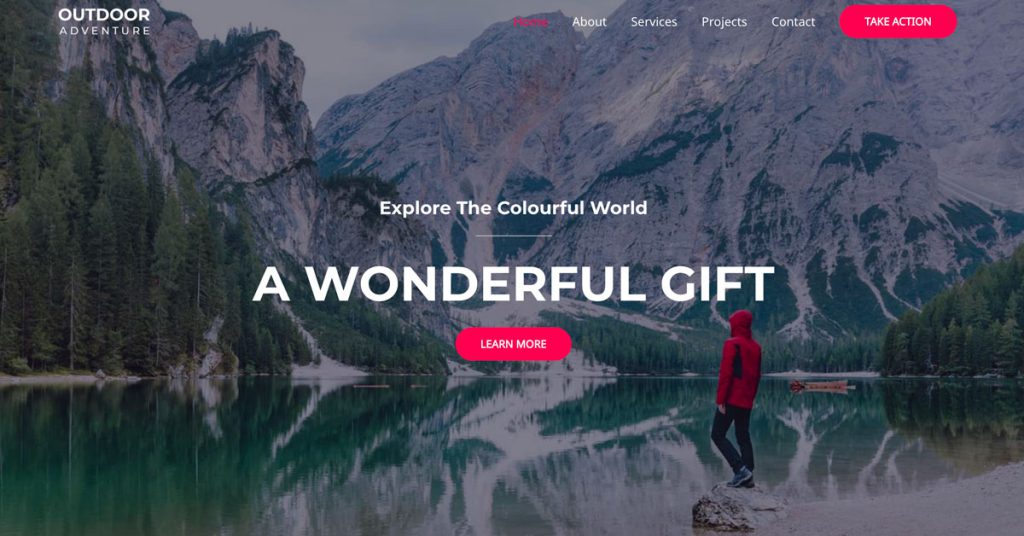 OUTDOOR
ADVENTURE
Home About Services Projects Contact TAKE ACTION
Explore The Colourful World
A WONDERFUL GIFT
LEARN MORE